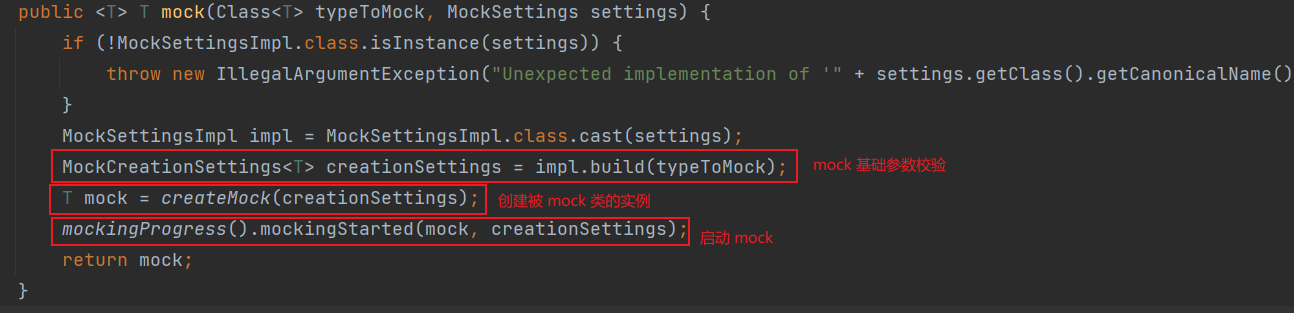 public <T> T mock(Class<T> typeToMock, MockSettings settings) {
if (!MockSettingsImpl.class.isInstance(settings)) {
throw new IllegalArgumentException("Unexpected implementation of '" + settings.getClass().getCanonicalName()
}
MockSettingsImpl impl = MockSettingsImpl.class.cast(settings);
MockCreationSettings<T> creationSettings = impl.build(typeToMock); mock 基础参数校验
T mock = createMock(creationSettings); 创建被 mock 类的实例
mockingProgress().mockingStarted(mock, creationSettings); 启动 mock
return mock;
}